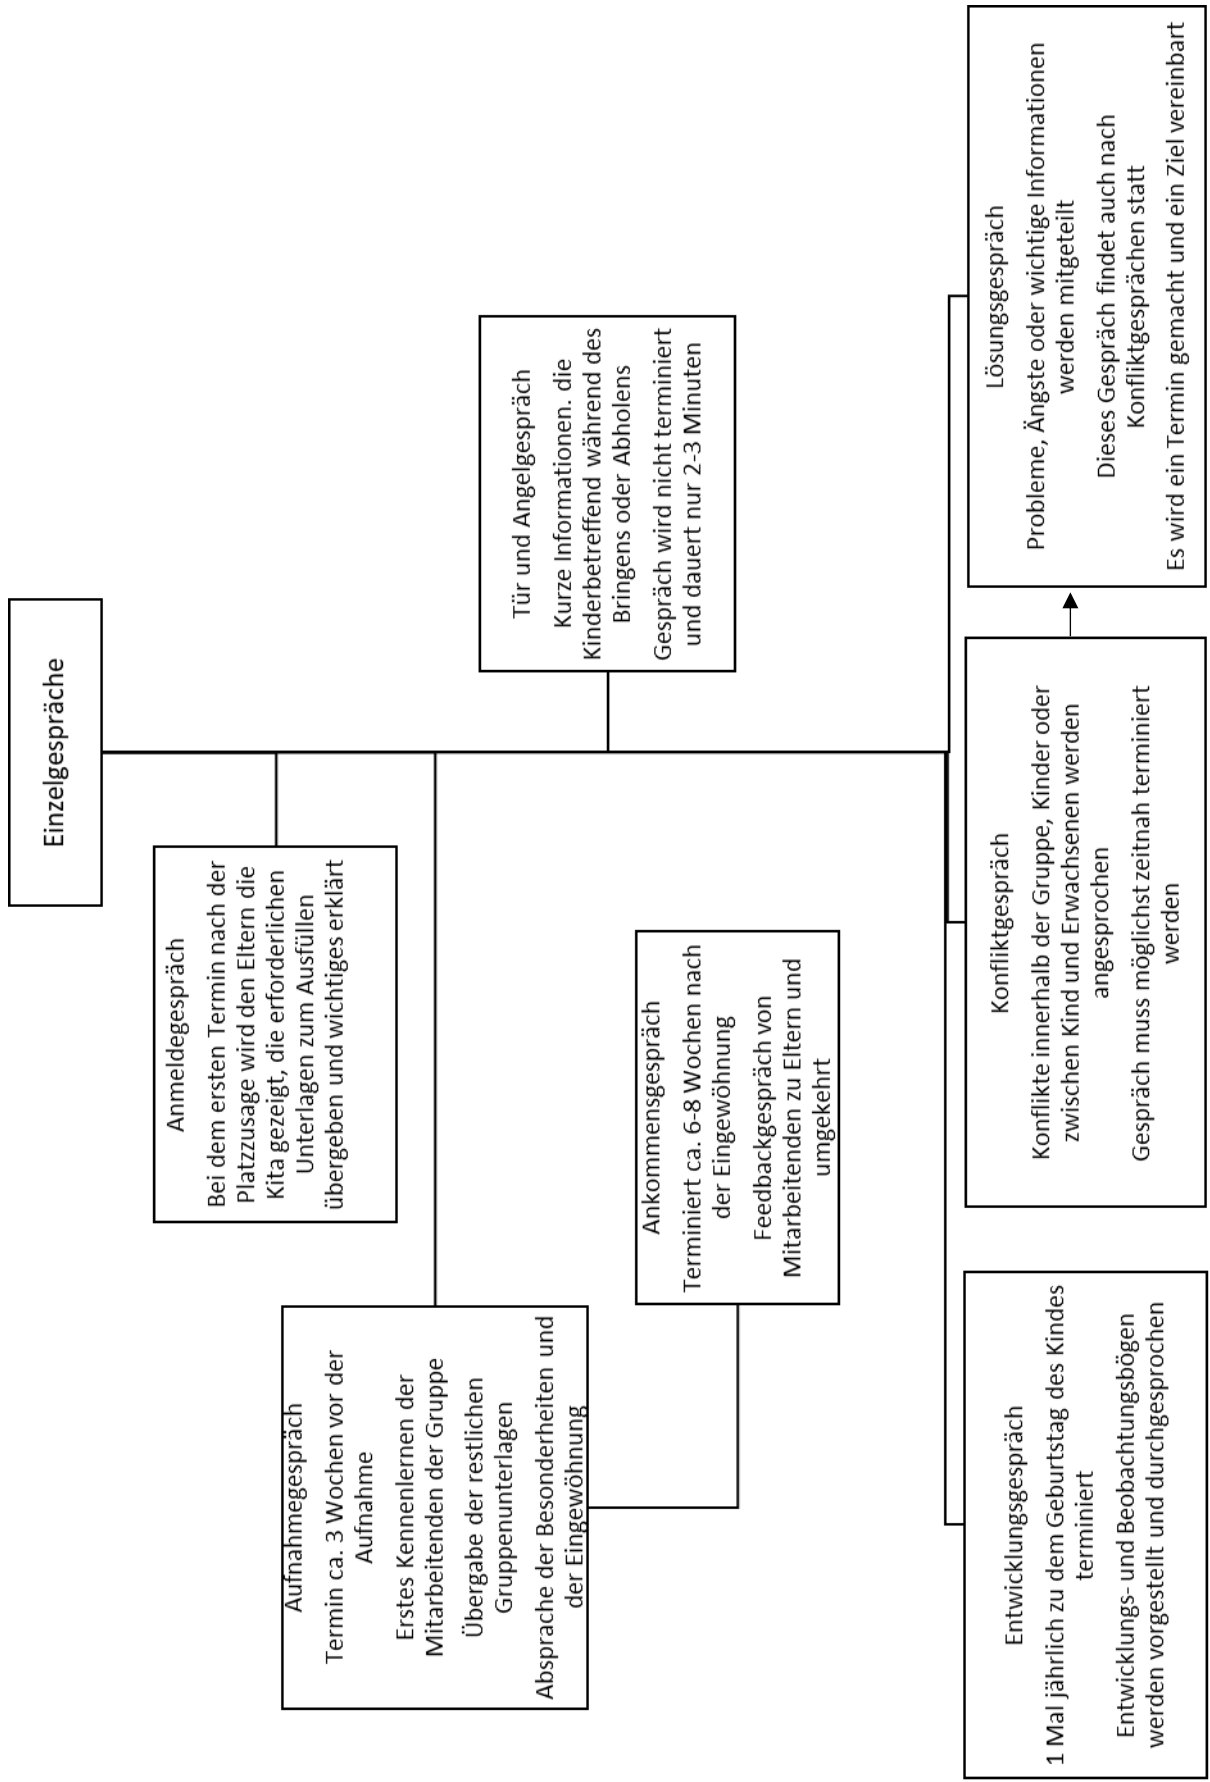 Einzelgespräche
Anmeldegespräch
Bei dem ersten Termin nach der
Platzzusage wird den Eltern die
Kita gezeigt, die erforderlichen
Unterlagen zum Ausfüllen
übergeben und wichtiges erklärt
Aufnahmegespräch
Termin ca. 3 Wochen vor der
Aufnahme
Erstes Kennenlernen der
Mitarbeitenden der Gruppe
Übergabe der restlichen
Gruppenunterlagen
Absprache der Besonderheiten und
der Eingewöhnung
Tür und Angelgespräch
Kurze Informationen. die
Kinderbetreffend während des
Bringens oder Abholens
Gespräch wird nicht terminiert
und dauert nur 2-3 Minuten
Ankommensgespräch
Terminiert ca. 6-8 Wochen nach
der Eingewöhnung
Feedbackgespräch von
Mitarbeitenden zu Eltern und
umgekehrt
Entwicklungsgespräch
1 Mal jährlich zu dem Geburtstag des Kindes
terminiert
Entwicklungs- und Beobachtungsbögen
werden vorgestellt und durchgesprochen
Konfliktgespräch
Konflikte innerhalb der Gruppe, Kinder oder
zwischen Kind und Erwachsenen werden
angesprochen
Gespräch muss möglichst zeitnah terminiert
werden
Lösungsgespräch
Probleme, Ängste oder wichtige Informationen
werden mitgeteilt
Dieses Gespräch findet auch nach
Konfliktgesprächen statt
Es wird ein Termin gemacht und ein Ziel vereinbart